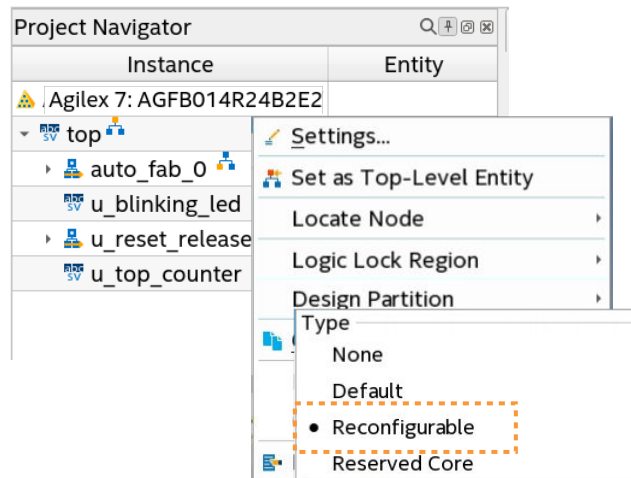 Project Navigator
Instance Entity
Agilex 7: AGFB014R24B2E2
top
auto_fab_0
u_blinking_led
u_reset_release
u_top_counter
Settings...
Set as Top-Level Entity
Locate Node
Logic Lock Region
Design Partition
Type
None
Default
Reconfigurable
Reserved Core